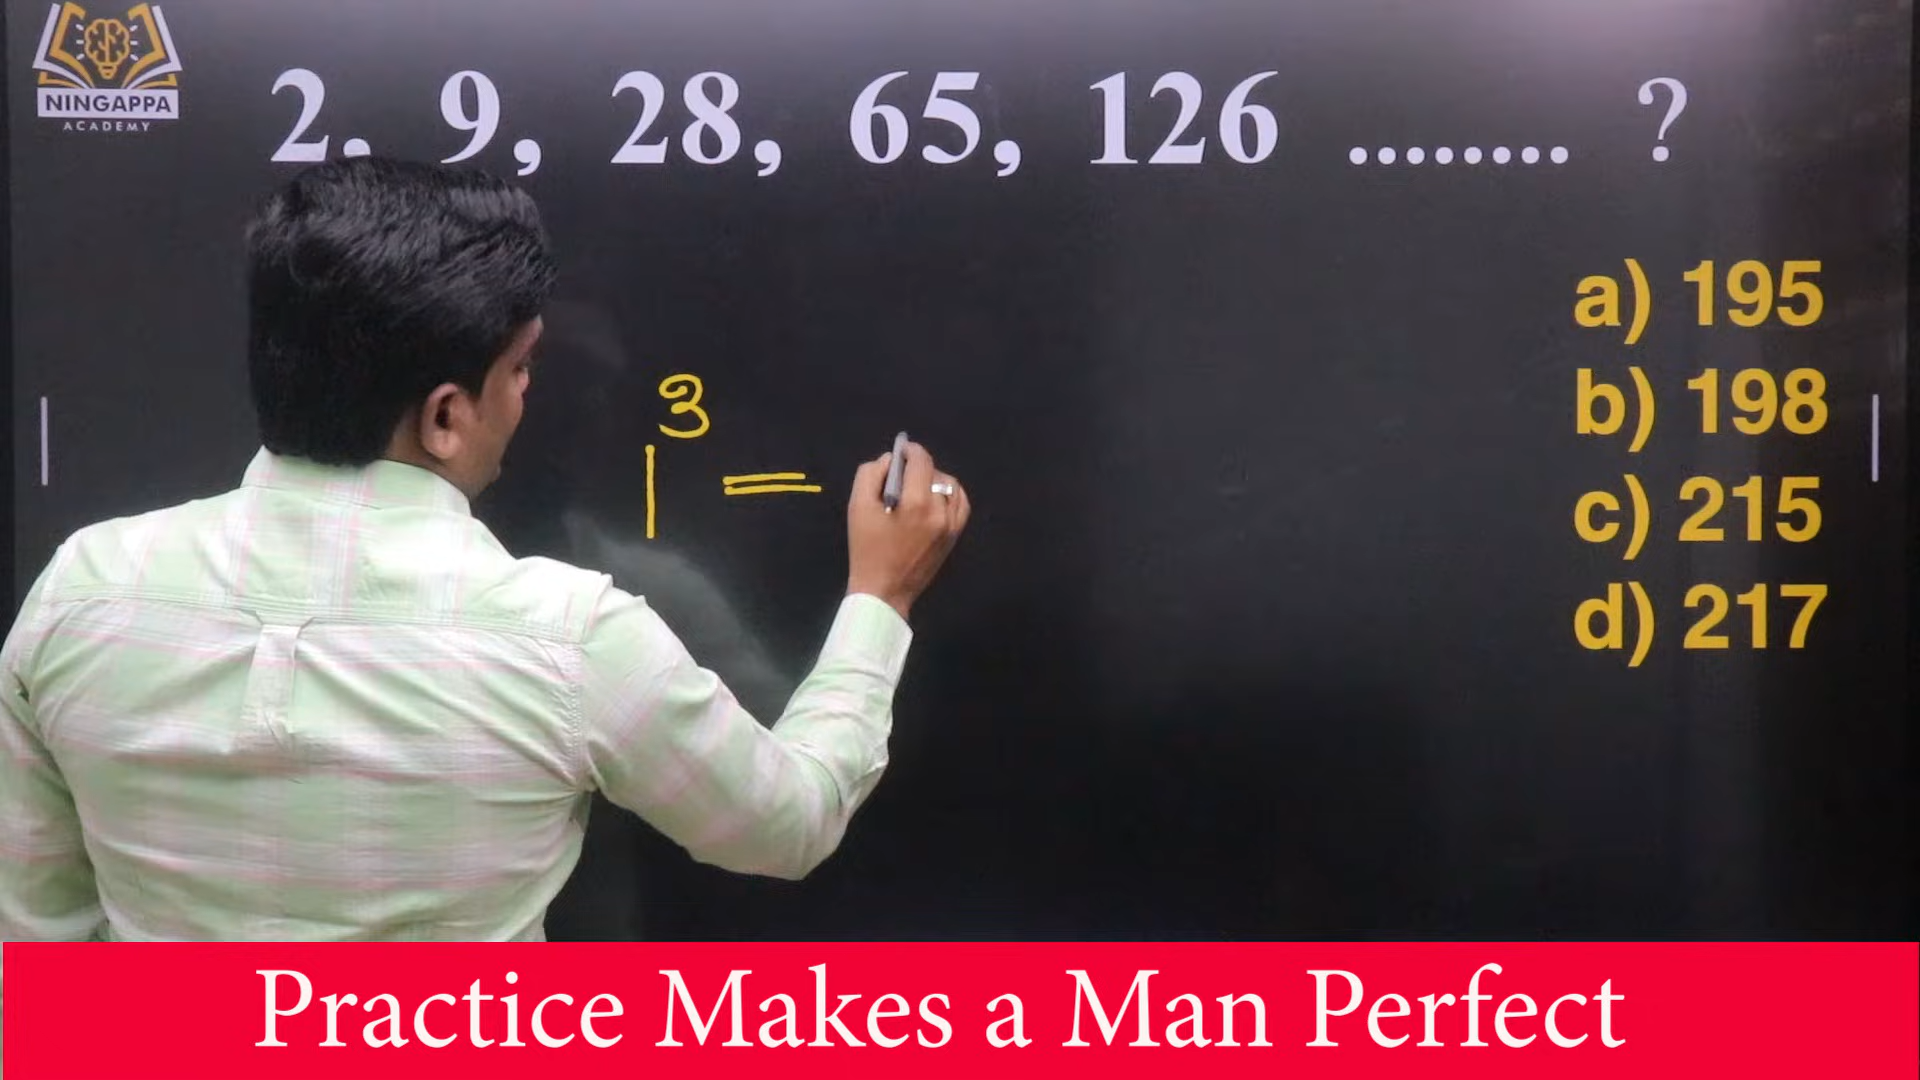 NINGAPPA
ACADEMY
2, 9, 28, 65, 126 ........ ?
a) 195
b) 198
c) 215
d) 217
1³ =
Practice Makes a Man Perfect